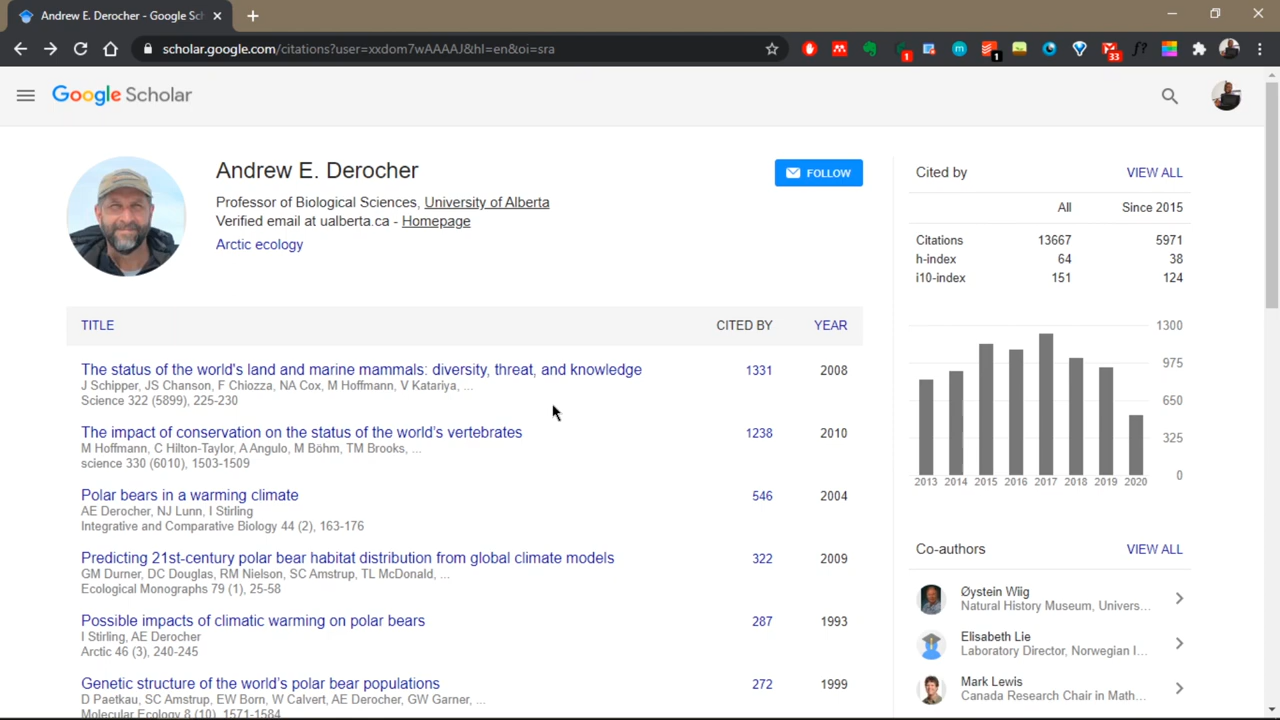 Andrew E. Derocher - Google Sch
scholar.google.com/citations?user=xxdom7wAAAAJ&hl=en&oi=sra
1
1
33
f?
Google Scholar
Andrew E. Derocher
FOLLOW
Professor of Biological Sciences, University of Alberta
Verified email at ualberta.ca - Homepage
Arctic ecology
TITLE CITED BY YEAR
The status of the world's land and marine mammals: diversity, threat, and knowledge 1331 2008
J Schipper, JS Chanson, F Chiozza, NA Cox, M Hoffmann, V Katariya, ...
Science 322 (5899), 225-230
The impact of conservation on the status of the world's vertebrates 1238 2010
M Hoffmann, C Hilton-Taylor, A Angulo, M Böhm, TM Brooks, ...
science 330 (6010), 1503-1509
Polar bears in a warming climate 546 2004
AE Derocher, NJ Lunn, I Stirling
Integrative and Comparative Biology 44 (2), 163-176
Predicting 21st-century polar bear habitat distribution from global climate models 322 2009
GM Durner, DC Douglas, RM Nielson, SC Amstrup, TL McDonald, ...
Ecological Monographs 79 (1), 25-58
Possible impacts of climatic warming on polar bears 287 1993
I Stirling, AE Derocher
Arctic 46 (3), 240-245
Genetic structure of the world's polar bear populations 272 1999
D Paetkau, SC Amstrup, EW Born, W Calvert, AE Derocher, GW Garner, ...
Molecular Ecology 8 (10), 1571-1584
Cited by VIEW ALL
All Since 2015
Citations 13667 5971
h-index 64 38
i10-index 151 124
1300
975
650
325
0
2013 2014 2015 2016 2017 2018 2019 2020
Co-authors VIEW ALL
Øystein Wiig
Natural History Museum, Univers...
Elisabeth Lie
Laboratory Director, Norwegian I...
Mark Lewis
Canada Research Chair in Math...